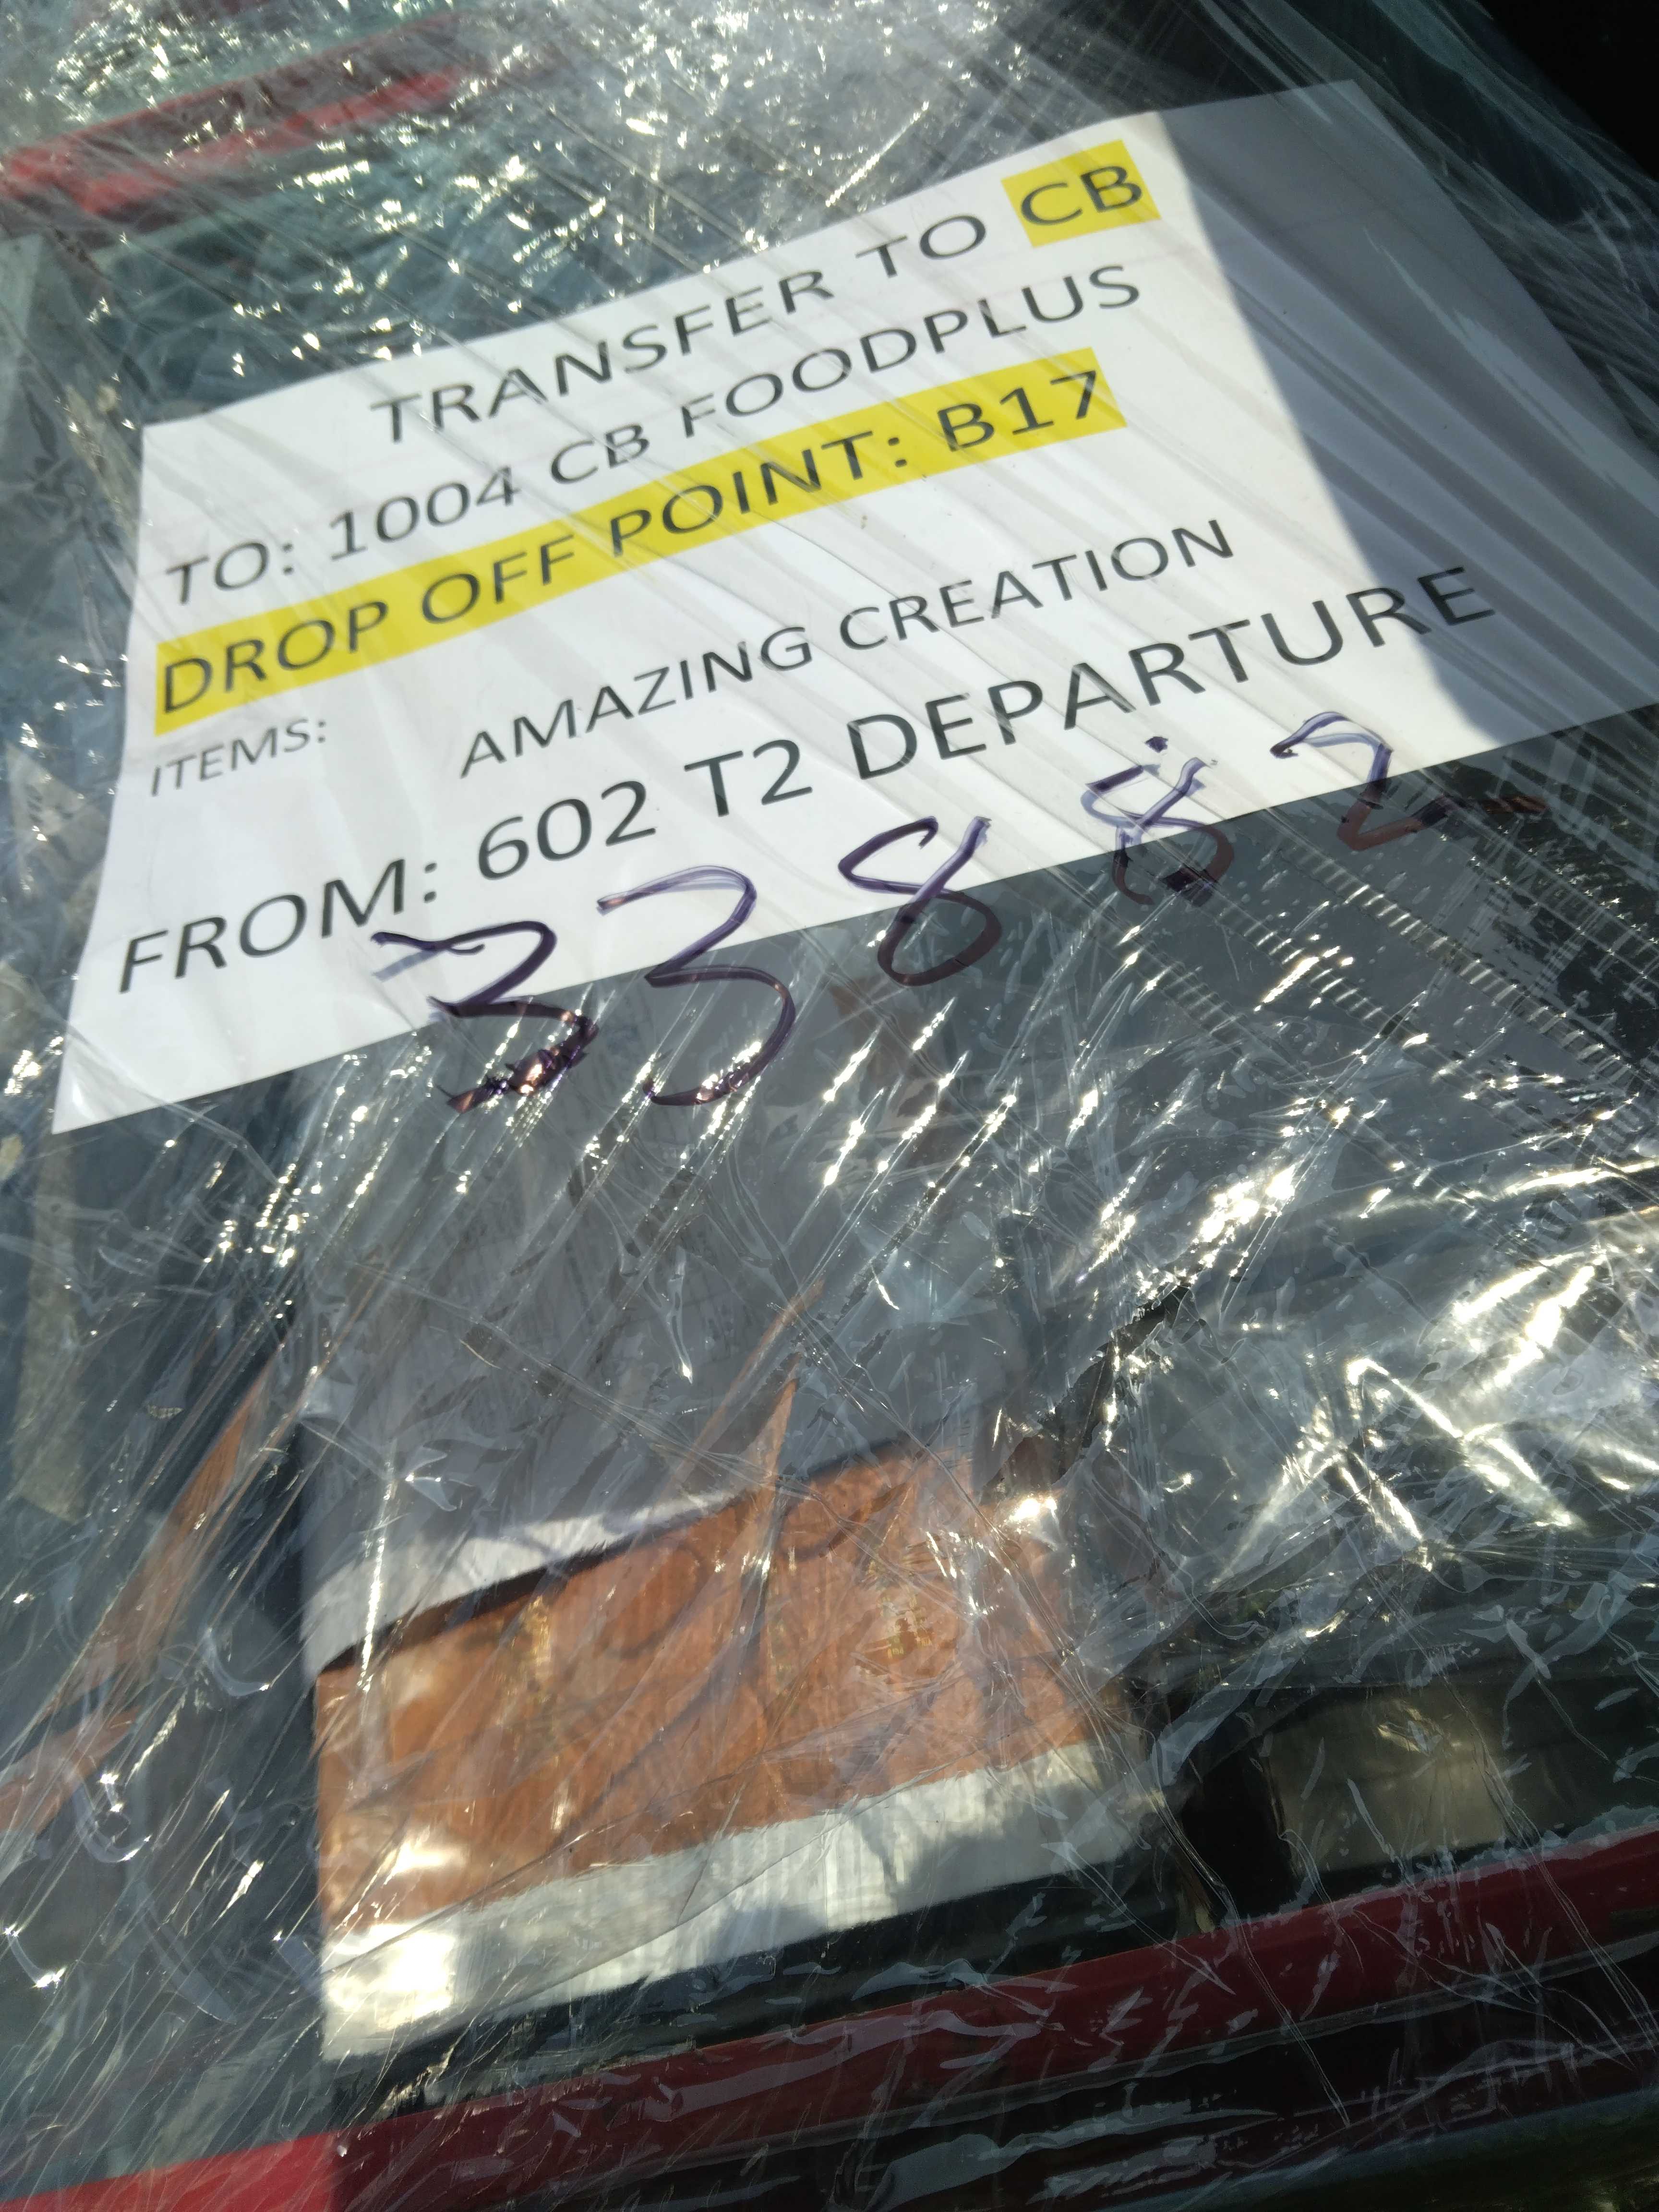 TRANSFER TO CB
TO: 1004 CB FOODPLUS
DROP OFF POINT: B17
ITEMS: AMAZING CREATION
FROM: 602 T2 DEPARTURE
33882